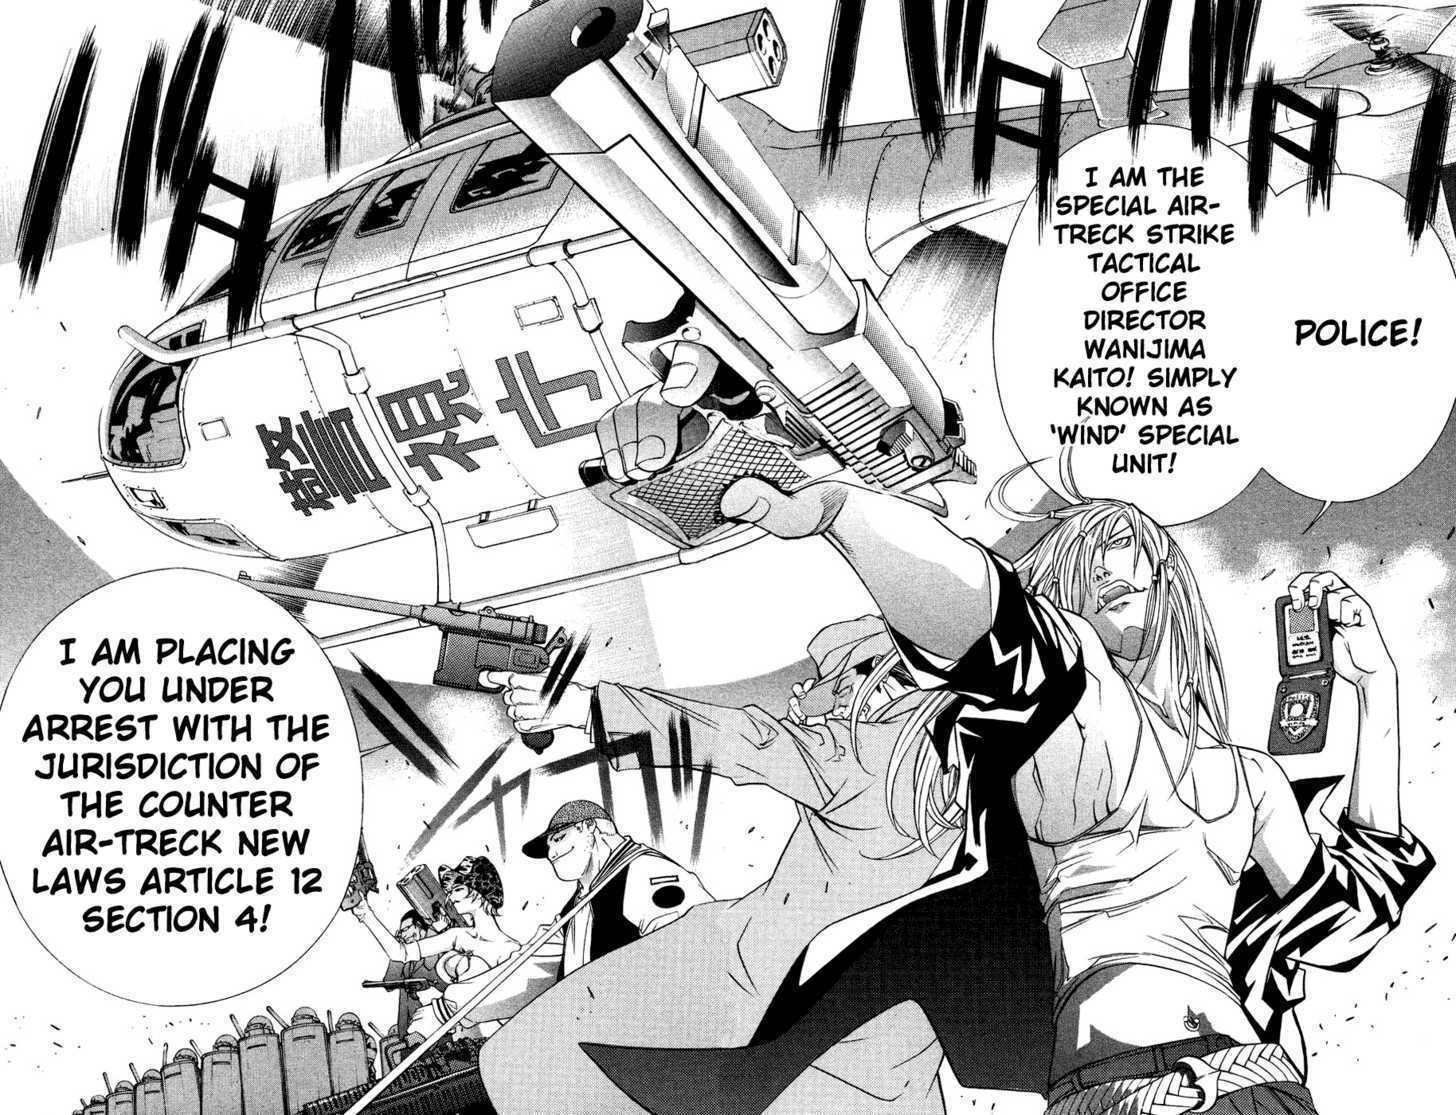 POLICE!
I AM THE
SPECIAL AIR-
TRECK STRIKE
TACTICAL
OFFICE
DIRECTOR
WANIJIMA
KAITO! SIMPLY
KNOWN AS
'WIND' SPECIAL
UNIT!
警視庁
I AM PLACING
YOU UNDER
ARREST WITH THE
JURISDICTION OF
THE COUNTER
AIR-TRECK NEW
LAWS ARTICLE 12
SECTION 4!